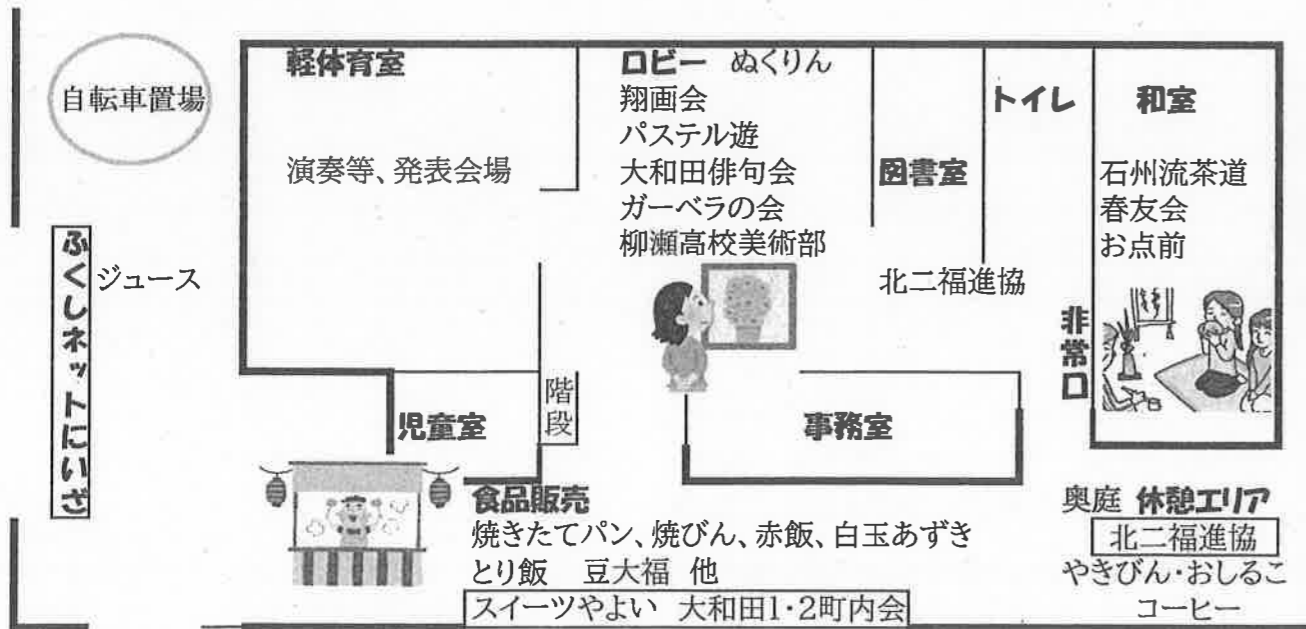 自転車置場
ふくしネットにいざ
ジュース
軽体育室
演奏等、発表会場
児童室
階段
ロビー ぬくりん
翔画会
パステル遊
大和田俳句会
ガーベラの会
柳瀬高校美術部
図書室
北二福進協
トイレ
和室
石州流茶道
春友会
お点前
非常口
事務室
食品販売
焼きたてパン、焼びん、赤飯、白玉あずき
とり飯 豆大福 他
スイーツやよい 大和田1・2町内会
奥庭 休憩エリア
北二福進協
やきびん・おしるこ
コーヒー